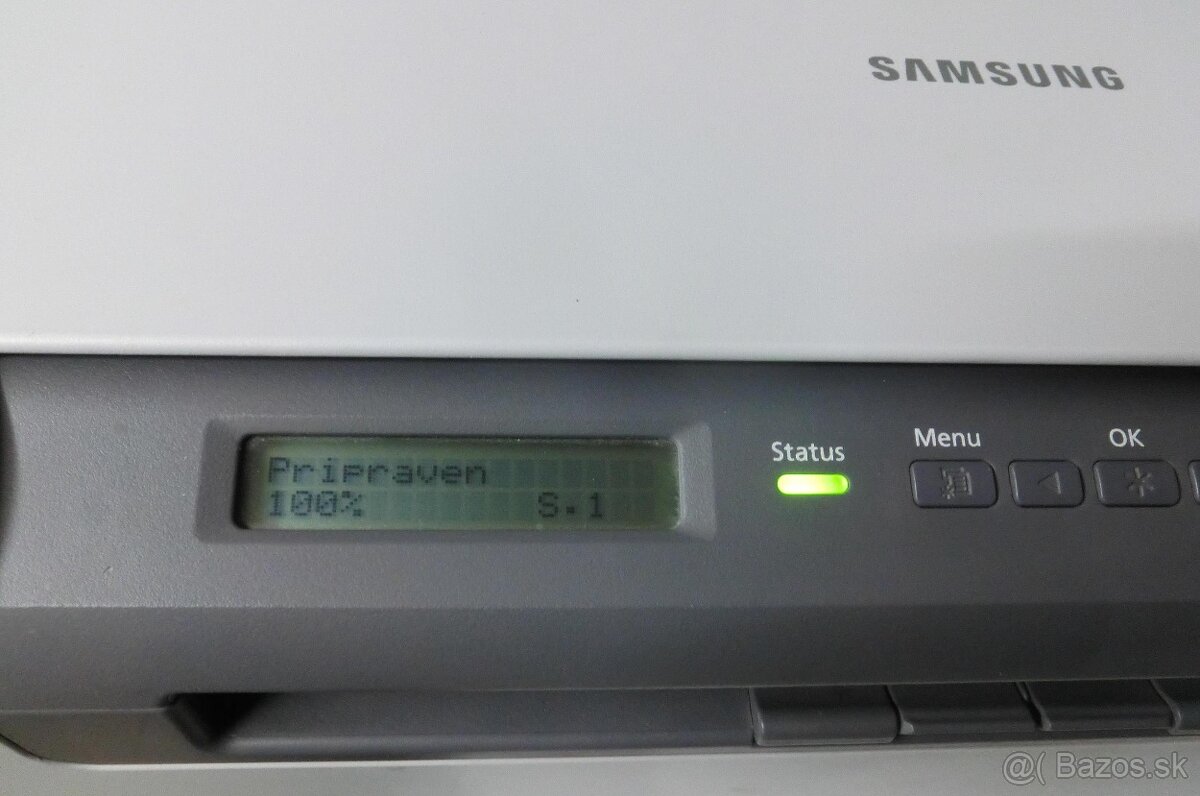 SAMSUNG
Pripraven
100% S.1
Status
Menu
OK
@( Bazos.sk